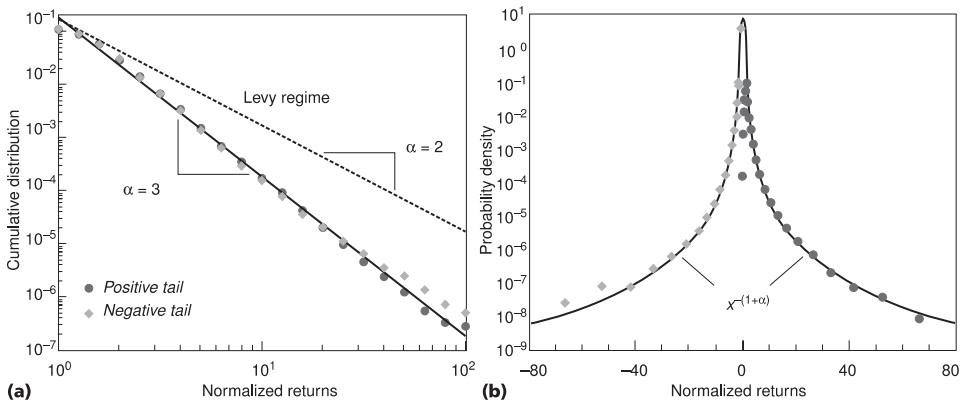 10^-1
10^-2
10^-3
10^-4
10^-5
10^-6
10^-7
Cumulative distribution
Levy regime
α = 2
α = 3
Positive tail
Negative tail
10^0
10^1
10^2
Normalized returns
(a)
10^1
10^0
10^-1
10^-2
10^-3
10^-4
10^-5
10^-6
10^-7
10^-8
10^-9
Probability density
x^-(1+α)
−80
−40
0
40
80
Normalized returns
(b)